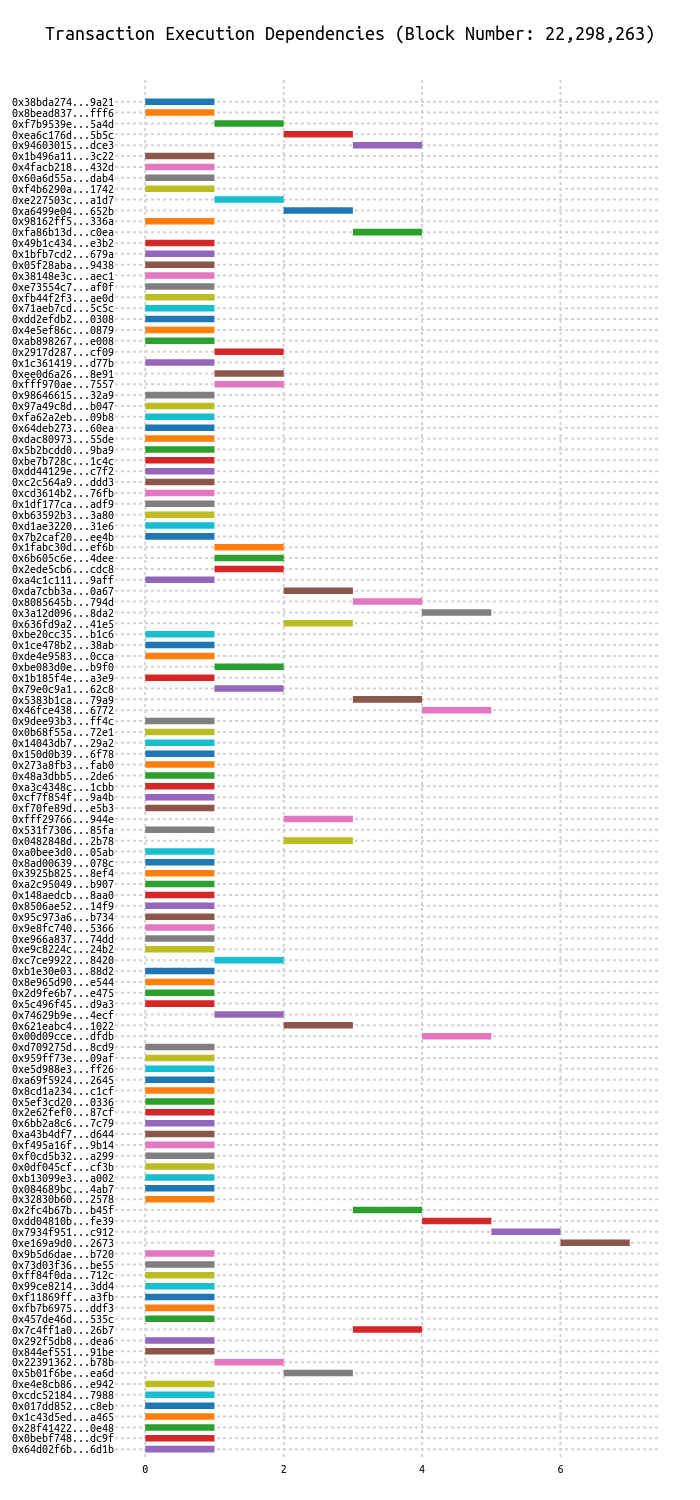 Transaction Execution Dependencies (Block Number: 22,298,263)
0x38bda274...9a21
0x8bead837...fff6
0xf7b9539e...5a4d
0xea6c176d...5b5c
0x94603015...dce3
0x1b496a11...3c22
0x4facb218...432d
0x60a6d55a...dab4
0xf4b6290a...1742
0xe227503c...a1d7
0xa6499e04...652b
0x98162ff5...336a
0xfa86b13d...c0ea
0x49b1c434...e3b2
0x1bfb7cd2...679a
0x05f28aba...9438
0x38148e3c...aec1
0xe73554c7...af0f
0xfb44f2f3...ae0d
0x71aeb7cd...5c5c
0xdd2efdb2...0308
0x4e5ef86c...0879
0xab898267...e008
0x2917d287...cf09
0x1c361419...d77b
0xee0d6a26...8e91
0xfff970ae...7557
0x98646615...32a9
0x97a49c8d...b047
0xfa62a2eb...09b8
0x64deb273...60ea
0xdac80973...55de
0x5b2bcdd0...9ba9
0xbe7b728c...1c4c
0xdd44129e...c7f2
0xc2c564a9...ddd3
0xcd3614b2...76fb
0x1df177ca...adf9
0xb63592b3...3a80
0xd1ae3220...31e6
0x7b2caf20...ee4b
0x1fabc30d...ef6b
0x6b605c6e...4dee
0x2ede5cb6...cdc8
0xa4c1c111...9aff
0xda7cbb3a...0a67
0x8085645b...794d
0x3a12d096...8da2
0x636fd9a2...41e5
0xbe20cc35...b1c6
0x1ce478b2...38ab
0xde4e9583...0cca
0xbe083d0e...b9f0
0x1b185f4e...a3e9
0x79e0c9a1...62c8
0x5383b1ca...79a9
0x46fce438...6772
0x9dee93b3...ff4c
0x0b68f55a...72e1
0x14043db7...29a2
0x150d0b39...6f78
0x273a8fb3...fab0
0x48a3dbb5...2de6
0xa3c4348c...1cbb
0xcf7f854f...9a4b
0xf70fe89d...e5b3
0xfff29766...944e
0x531f7306...85fa
0x0482848d...2b78
0xa0bee3d0...05ab
0x8ad00639...078c
0x3925b825...8ef4
0xa2c95049...b907
0x148aedcb...8aa0
0x8506ae52...14f9
0x95c973a6...b734
0x9e8fc740...5366
0xe966a837...74dd
0xe9c8224c...24b2
0xc7ce9922...8420
0xb1e30e03...88d2
0x8e965d90...e544
0x2d9fe6b7...e475
0x5c496f45...d9a3
0x74629b9e...4ecf
0x621eabc4...1022
0x00d09cce...dfdb
0xd709275d...8cd9
0x959ff73e...09af
0xe5d988e3...ff26
0xa69f5924...2645
0x8cd1a234...c1cf
0x5ef3cd20...0336
0x2e62fef0...87cf
0x6bb2a8c6...7c79
0xa43b4df7...d644
0xf495a16f...9b14
0xf0cd5b32...a299
0x0df045cf...cf3b
0xb13099e3...a002
0x084689bc...4ab7
0x32830b60...2578
0x2fc4b67b...b45f
0xdd04810b...fe39
0x7934f951...c912
0xe169a9d0...2673
0x9b5d6dae...b720
0x73d03f36...be55
0xff84f0da...712c
0x99ce8214...3dd4
0xf11869ff...a3fb
0xfb7b6975...ddf3
0x457de46d...535c
0x7c4ff1a0...26b7
0x292f5db8...dea6
0x844ef551...91be
0x22391362...b78b
0x5b01f6be...ea6d
0xe4e8cb86...e942
0xcdc52184...7988
0x017dd852...c8eb
0x1c43d5ed...a465
0x28f41422...0e48
0x0bebf748...dc9f
0x64d02f6b...6d1b
0 2 4 6